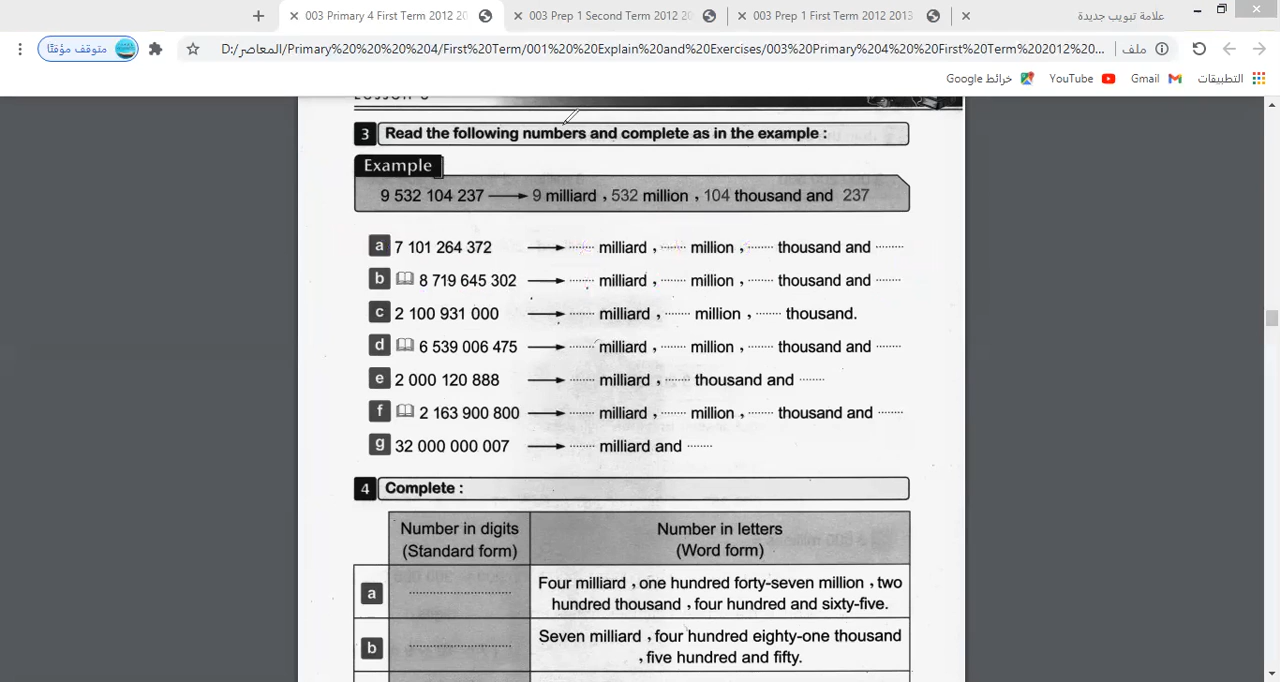 003 Primary 4 First Term 2012 20
003 Prep 1 Second Term 2012 20
003 Prep 1 First Term 2012 2013
علامة تبويب جديدة
متوقف مؤقتًا
D:/المعاصر/Primary%20%20%20%204/First%20Term/001%20%20Explain%20and%20Exercises/003%20Primary%204%20%20First%20Term%202012%20...
ملف
خرائط Google
YouTube
Gmail
التطبيقات
3 Read the following numbers and complete as in the example :
Example
9 532 104 237 → 9 milliard , 532 million , 104 thousand and 237
a 7 101 264 372 → ······ milliard , ······ million , ······ thousand and ·······
b 8 719 645 302 → ······ milliard , ······ million , ······ thousand and ·······
c 2 100 931 000 → ······ milliard , ······ million , ······ thousand.
d 6 539 006 475 → ······ milliard , ······ million , ······ thousand and ·······
e 2 000 120 888 → ······ milliard , ······ thousand and ······
f 2 163 900 800 → ······ milliard , ······ million , ······ thousand and ·······
g 32 000 000 007 → ······ milliard and ······
4 Complete :
Number in digits
(Standard form)
Number in letters
(Word form)
a ························
Four milliard , one hundred forty-seven million , two
hundred thousand , four hundred and sixty-five.
b ························
Seven milliard , four hundred eighty-one thousand
, five hundred and fifty.